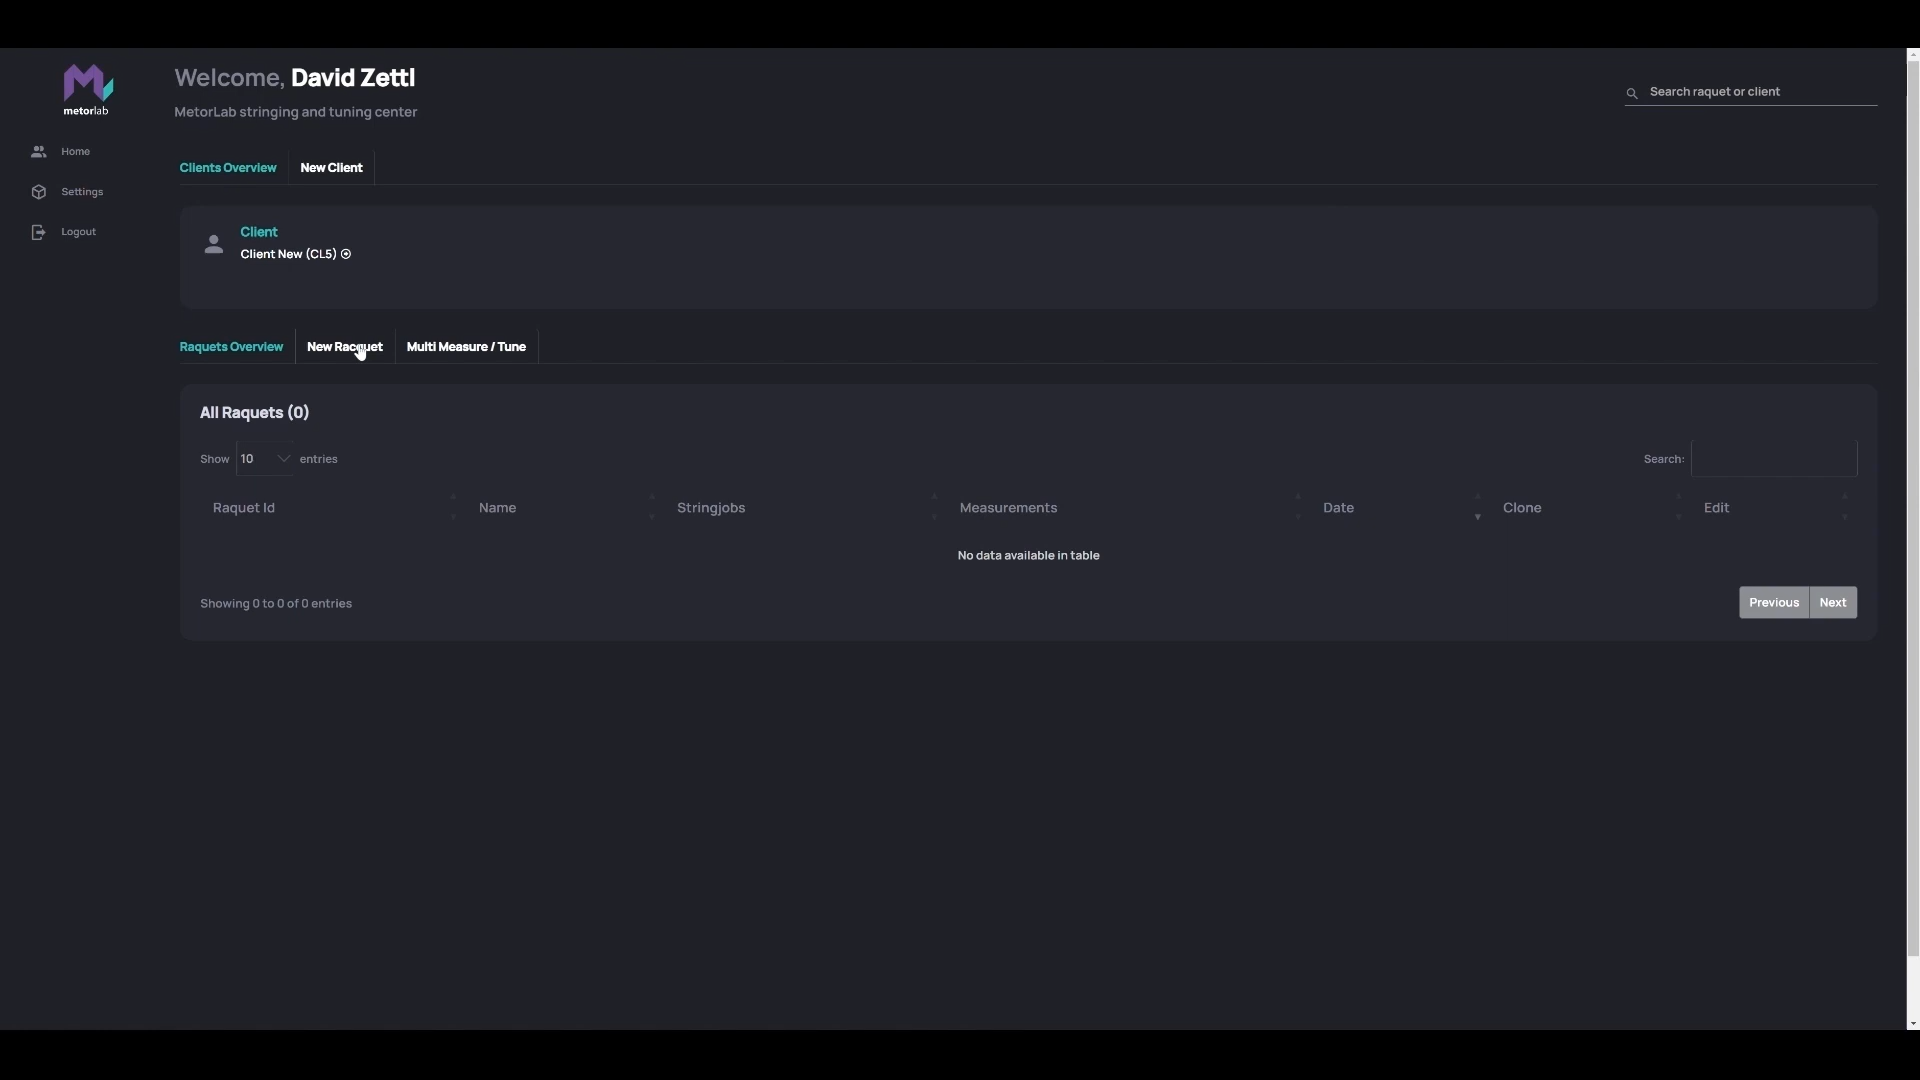 metorlab
Welcome, David Zettl
MetorLab stringing and tuning center
Search raquet or client
Home
Settings
Logout
Clients Overview
New Client
Client
Client New (CL5)
Raquets Overview
New Racquet
Multi Measure / Tune
All Raquets (0)
Show 10 entries
Search:
Raquet Id
Name
Stringjobs
Measurements
Date
Clone
Edit
No data available in table
Showing 0 to 0 of 0 entries
Previous
Next